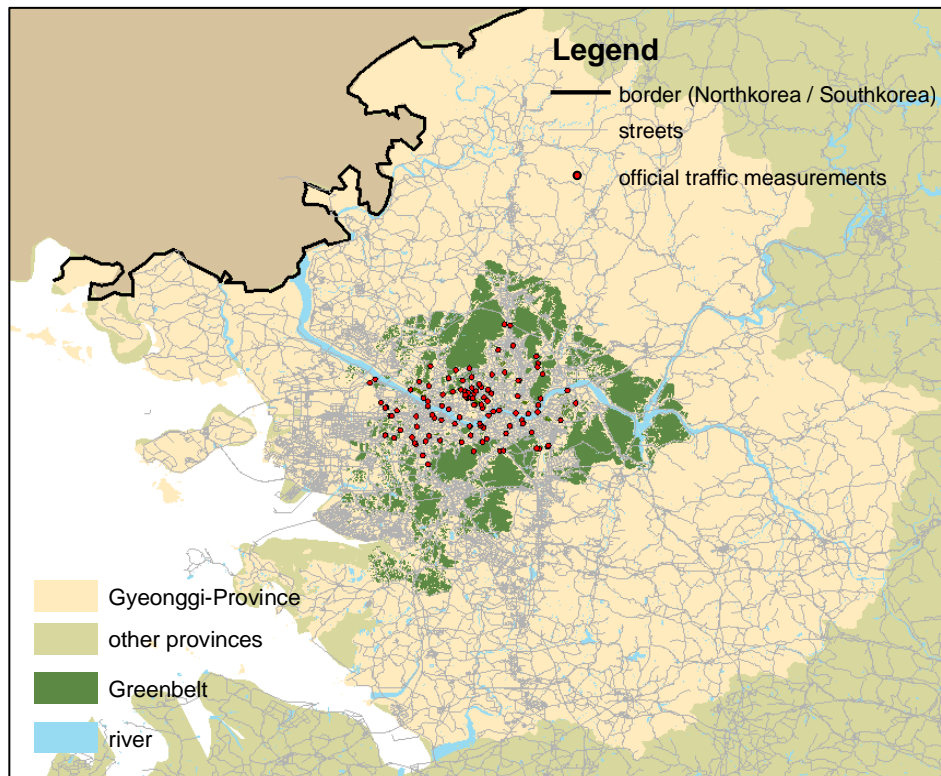 Legend
border (Northkorea / Southkorea)
streets
official traffic measurements
Gyeonggi-Province
other provinces
Greenbelt
river